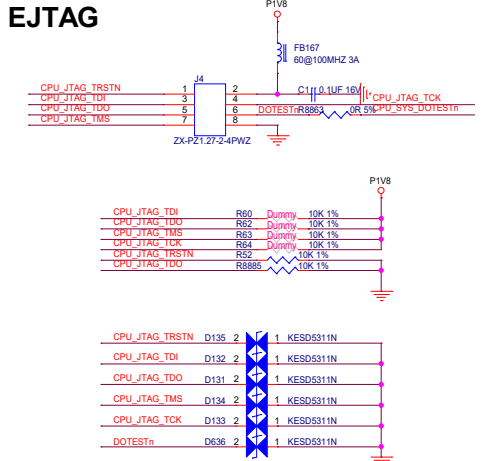 EJTAG
P1V8
FB167
60@100MHZ 3A
J4
CPU_JTAG_TRSTN 1 2 C11 0.1UF 16V
CPU_JTAG_TDI 3 4 CPU_JTAG_TCK
CPU_JTAG_TDO 5 6 DOTESTn R8863 0R 5% CPU_SYS_DOTESTn
CPU_JTAG_TMS 7 8
ZX-PZ1.27-2-4PWZ
P1V8
CPU_JTAG_TDI R60 Dummy 10K 1%
CPU_JTAG_TDO R62 Dummy 10K 1%
CPU_JTAG_TMS R63 Dummy 10K 1%
CPU_JTAG_TCK R64 Dummy 10K 1%
CPU_JTAG_TRSTN R52 10K 1%
CPU_JTAG_TDO R8885 10K 1%
CPU_JTAG_TRSTN D135 2 1 KESD5311N
CPU_JTAG_TDI D132 2 1 KESD5311N
CPU_JTAG_TDO D131 2 1 KESD5311N
CPU_JTAG_TMS D134 2 1 KESD5311N
CPU_JTAG_TCK D133 2 1 KESD5311N
DOTESTn D636 2 1 KESD5311N